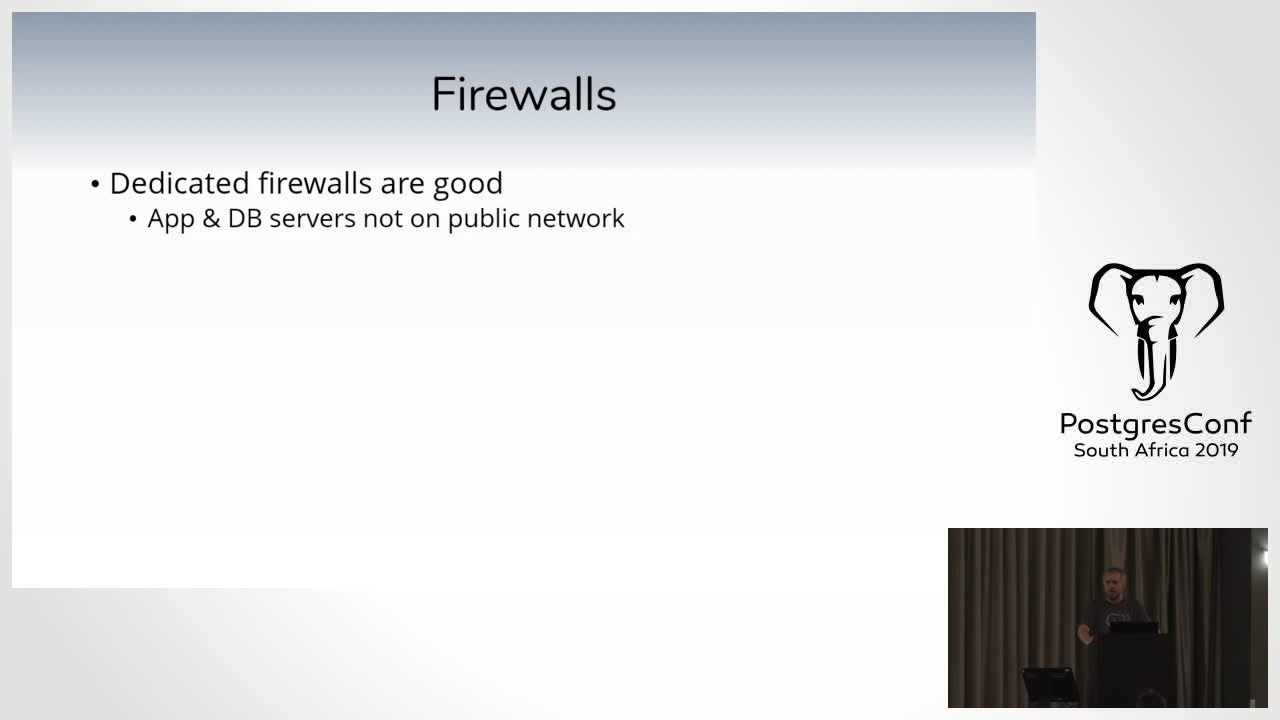 Firewalls
• Dedicated firewalls are good
• App & DB servers not on public network
PostgresConf
South Africa 2019